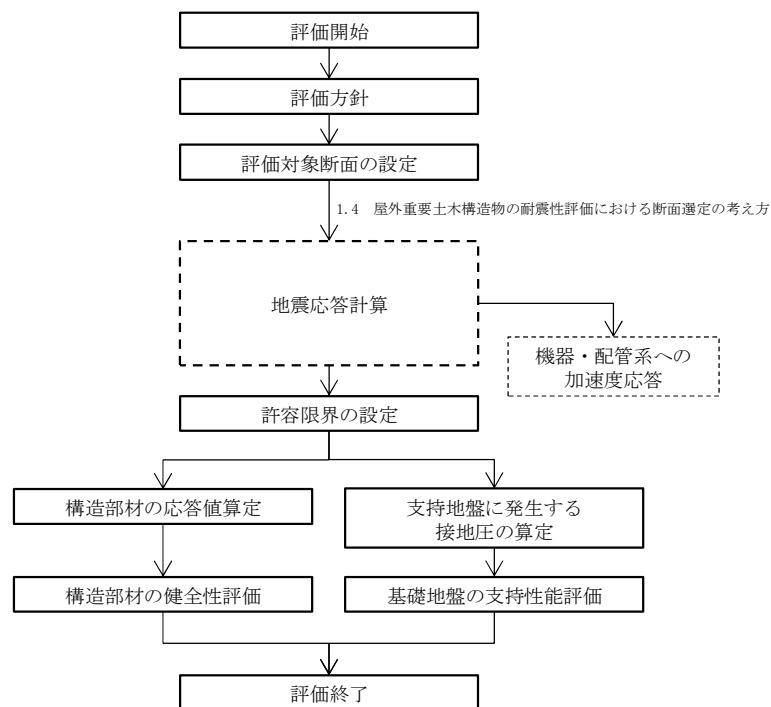 評価開始
評価方針
評価対象断面の設定
1.4 屋外重要土木構造物の耐震性評価における断面選定の考え方
地震応答計算
機器・配管系への
加速度応答
許容限界の設定
構造部材の応答値算定
支持地盤に発生する
接地圧の算定
構造部材の健全性評価
基礎地盤の支持性能評価
評価終了